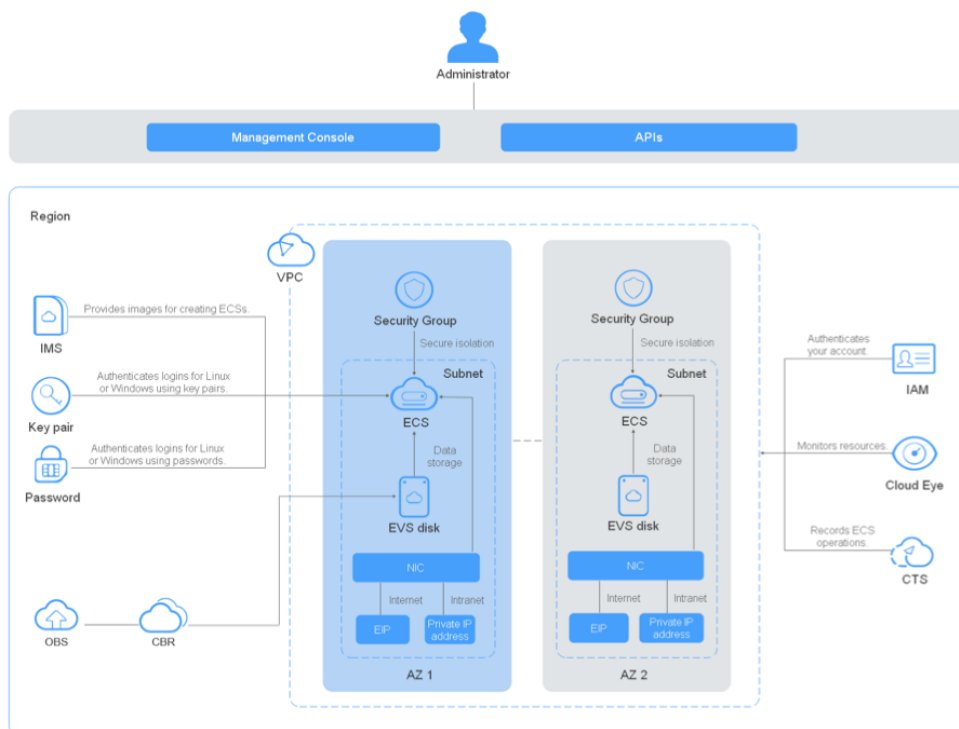 Administrator
Management Console
APIs
Region
VPC
Provides images for creating ECSs.
IMS
Authenticates logins for Linux
or Windows using key pairs.
Key pair
Authenticates logins for Linux
or Windows using passwords.
Password
OBS
CBR
Security Group
Secure isolation
Subnet
ECS
Data
storage
EVS disk
NIC
Internet
Intranet
EIP
Private IP
address
AZ 1
Security Group
Secure isolation
Subnet
ECS
Data
storage
EVS disk
NIC
Internet
Intranet
EIP
Private IP
address
AZ 2
Authenticates
your account.
IAM
Monitors resources.
Cloud Eye
Records ECS
operations.
CTS